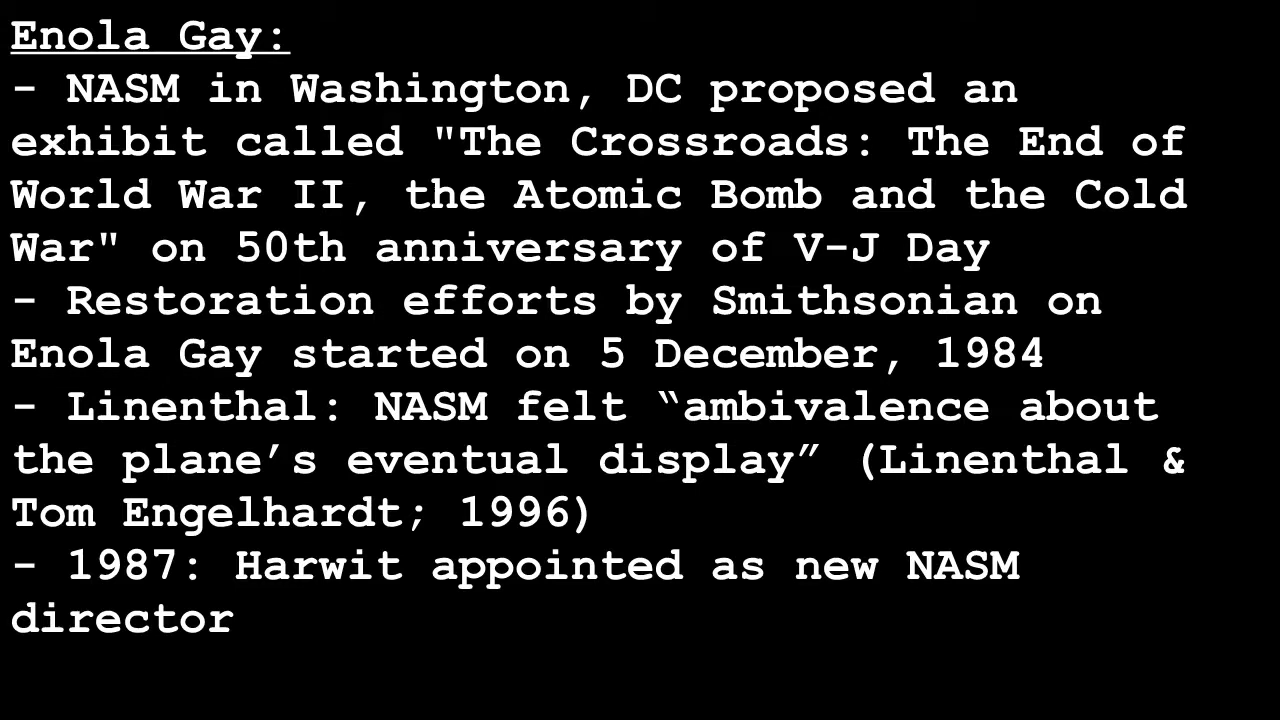 Enola Gay:
- NASM in Washington, DC proposed an
exhibit called "The Crossroads: The End of
World War II, the Atomic Bomb and the Cold
War" on 50th anniversary of V-J Day
- Restoration efforts by Smithsonian on
Enola Gay started on 5 December, 1984
- Linenthal: NASM felt “ambivalence about
the plane’s eventual display” (Linenthal &
Tom Engelhardt; 1996)
- 1987: Harwit appointed as new NASM
director